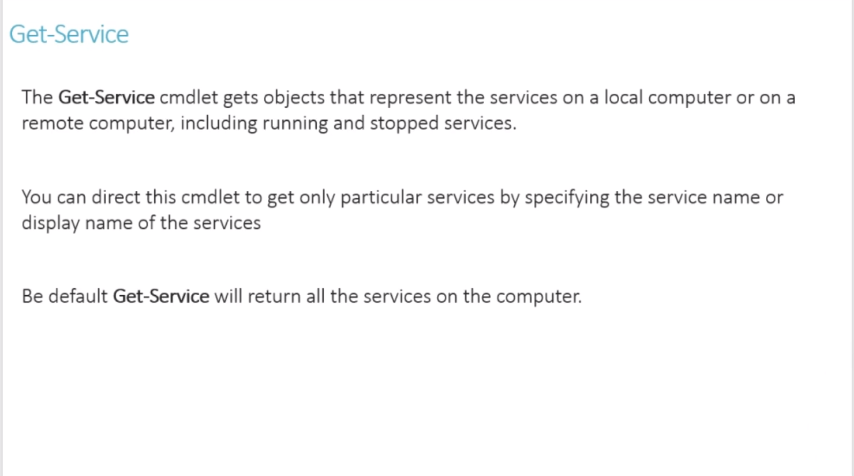 Get-Service
The Get-Service cmdlet gets objects that represent the services on a local computer or on a
remote computer, including running and stopped services.
You can direct this cmdlet to get only particular services by specifying the service name or
display name of the services
Be default Get-Service will return all the services on the computer.